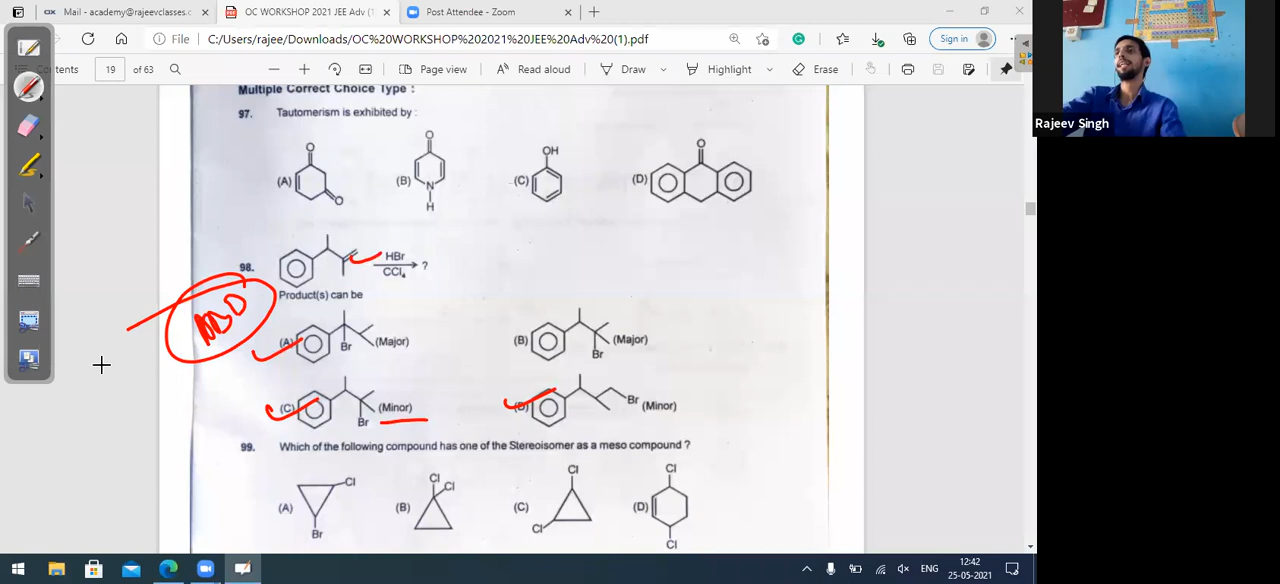 Mail - academy@rajeevclasses.c
OC WORKSHOP 2021 JEE Adv (1
Post Attendee - Zoom
File
C:/Users/rajee/Downloads/OC%20WORKSHOP%202021%20JEE%20Adv%20(1).pdf
Sign in
Contents
19
of 63
Page view
Read aloud
Draw
Highlight
Erase
Rajeev Singh
Multiple Correct Choice Type :
97. Tautomerism is exhibited by :
(A) O O
(B) O N H
(C) OH
(D) O
98. HBr CCl4 ?
Product(s) can be
(A) Br (Major)
(B) Br (Major)
(C) Br (Minor)
(D) Br (Minor)
99. Which of the following compound has one of the Stereoisomer as a meso compound ?
(A) Cl Br
(B) Cl Cl
(C) Cl Cl
(D) Cl Cl
ENG
12:42
25-05-2021